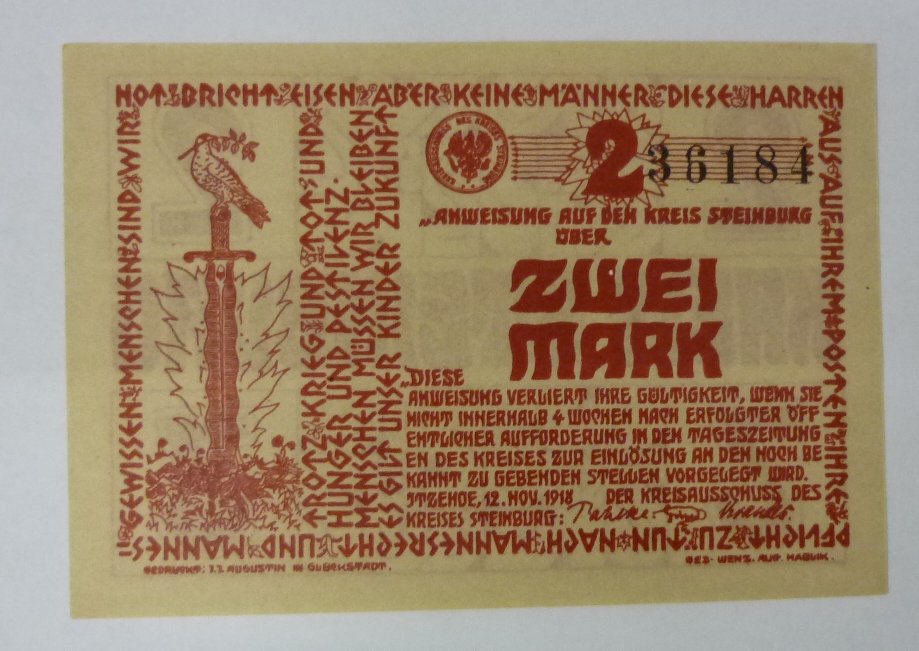 NOT BRICHT EISEN ABER KEINE MÄNNER DIESE HARREN
AUS AUF IHREM POSTEN IHRE
PFLICHT ZU TUN NACH MANNESRECHT UND MANNES
GEWISSEN MENSCHEN SIND WIR
TROTZ KRIEG UND TOT UND
HUNGER UND PESTILENZ.
MENSCHEN MÜSSEN WIR BLEIBEN
ES GILT UNSER KINDER ZUKUNFT
2
36184
„ANWEISUNG AUF DEN KREIS STEINBURG
ÜBER
ZWEI
MARK
„DIESE
ANWEISUNG VERLIERT IHRE GÜLTIGKEIT, WENN SIE
NICHT INNERHALB 4 WOCHEN NACH ERFOLGTER ÖFF
ENTLICHER AUFFORDERUNG IN DEN TAGESZEITUNG
EN DES KREISES ZUR EINLÖSUNG AN DEN NOCH BE
KANNT ZU GEBENDEN STELLEN VORGELEGT WIRD.
ITZEHOE, 12. NOV. 1918 DER KREISAUSSCHUSS DES
KREISES STEINBURG:
GEDRUCKT: J.J. AUGUSTIN IN GLÜCKSTADT.
GEZ. WENZ. AUG. HABLIK.